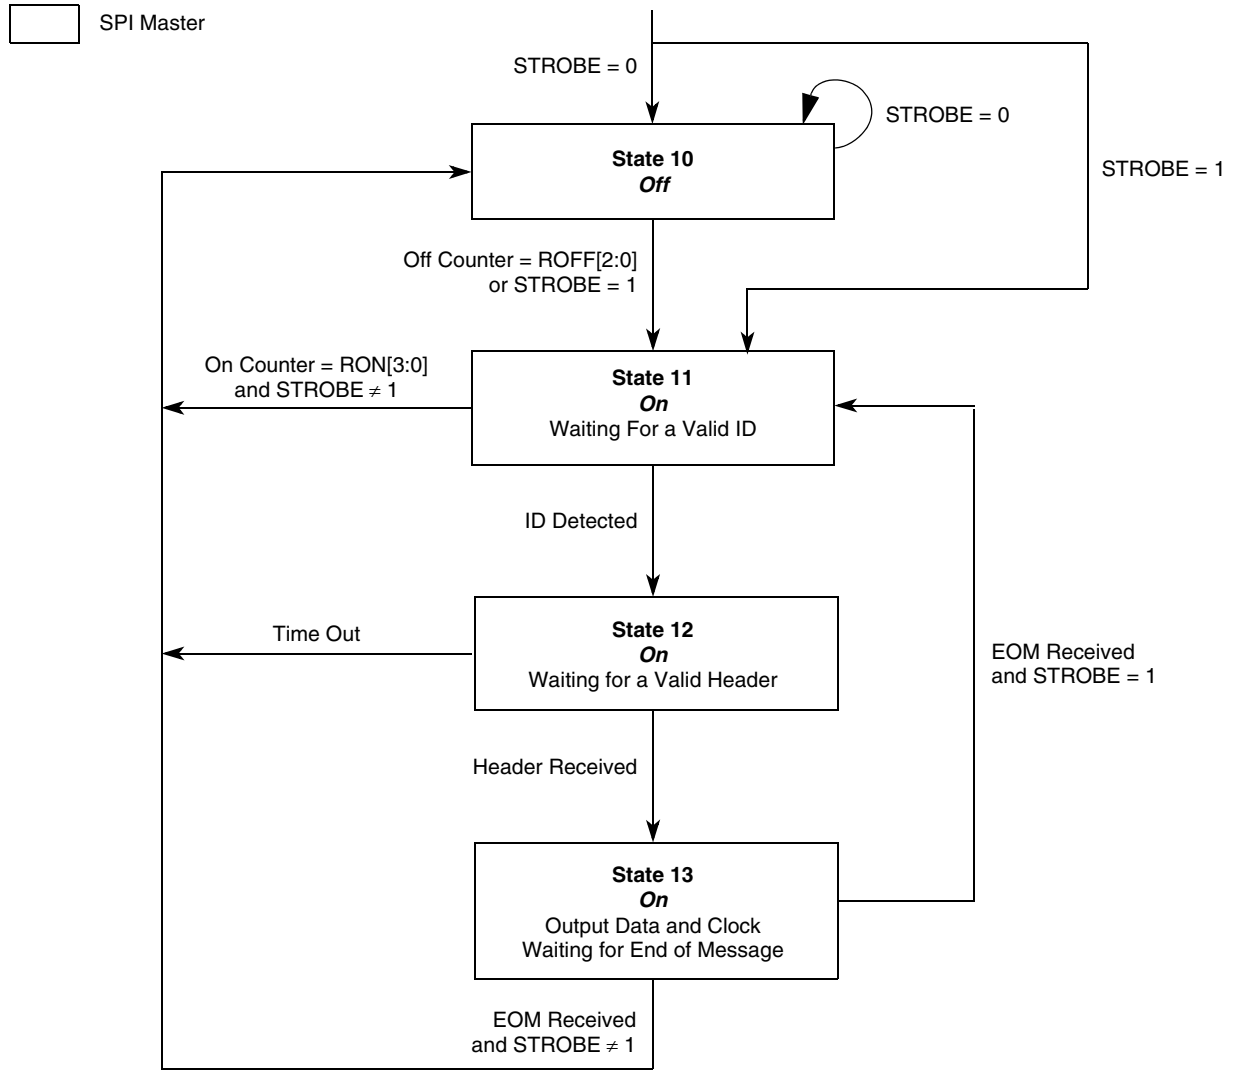 SPI Master
STROBE = 0
STROBE = 0
STROBE = 1
State 10
Off
Off Counter = ROFF[2:0]
or STROBE = 1
On Counter = RON[3:0]
and STROBE ≠ 1
State 11
On
Waiting For a Valid ID
ID Detected
Time Out
State 12
On
Waiting for a Valid Header
EOM Received
and STROBE = 1
Header Received
State 13
On
Output Data and Clock
Waiting for End of Message
EOM Received
and STROBE ≠ 1